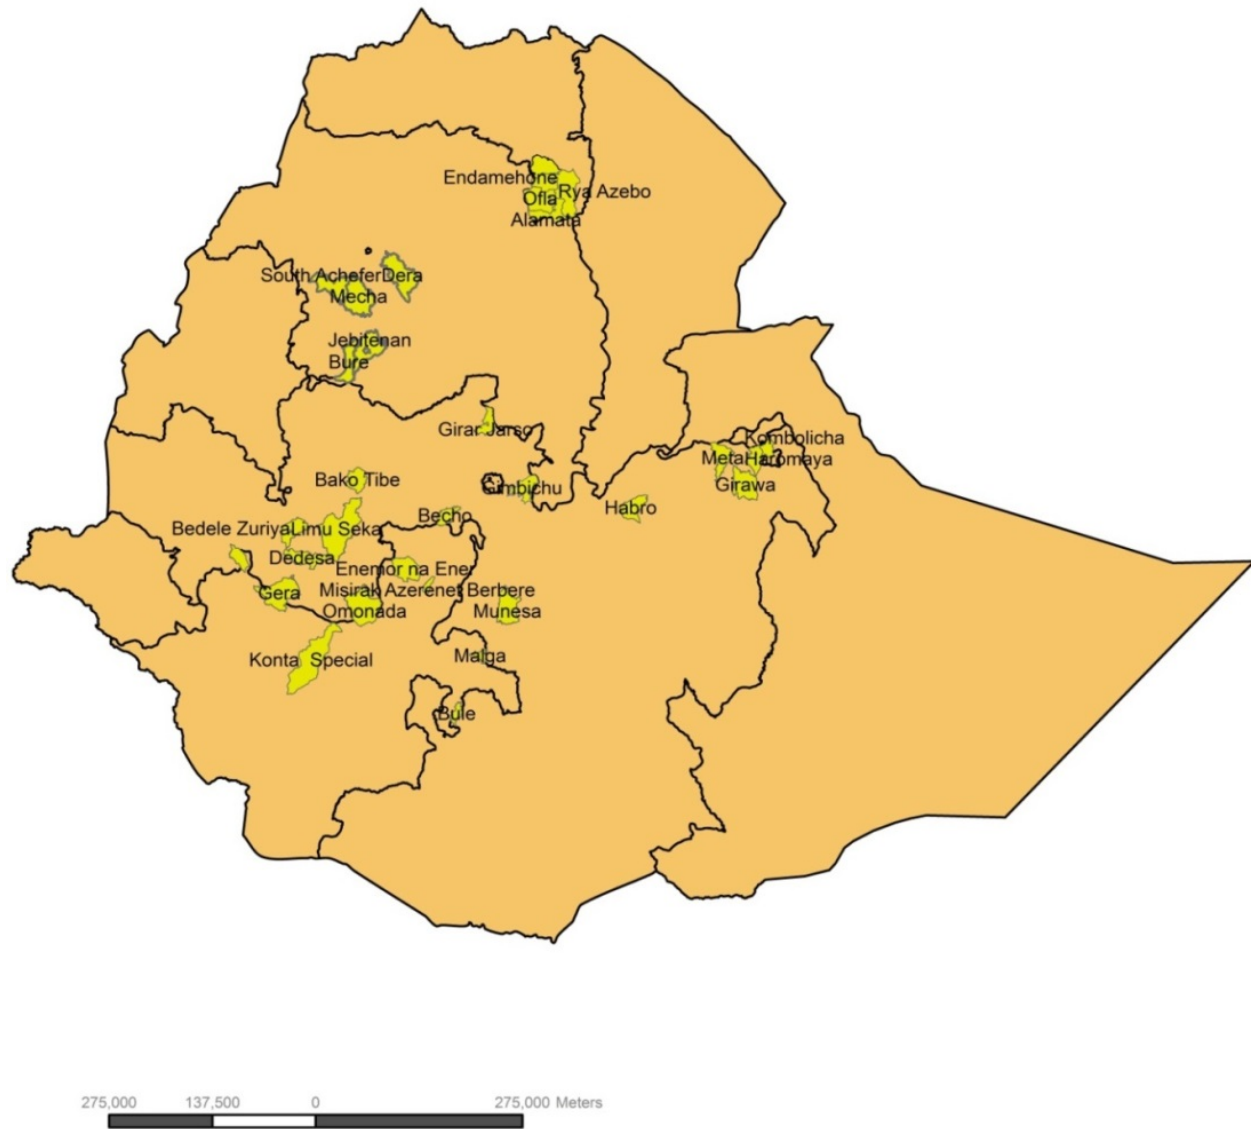 Endamehone
Rya Azebo
Ofla
Alamata
South Achefer
Dera
Mecha
Jebitenan
Bure
Girar Jarso
Kombolicha
Meta
Haromaya
Girawa
Bako Tibe
Gimbichu
Habro
Becho
Bedele Zuriya
Limu Seka
Dedesa
Enemor na Ener
Gera
Misirak Azerenet Berbere
Omonada
Munesa
Konta Special
Malga
Bule
275,000 137,500 0 275,000 Meters